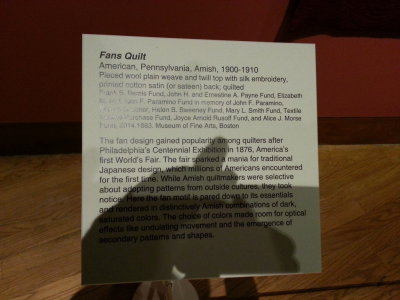 Fans Quilt
American, Pennsylvania, Amish, 1900-1910
Pieced wool plain weave and twill top with silk embroidery,
printed cotton satin (or sateen) back; quilted
Frank B. Bemis Fund, John H. and Ernestine A. Payne Fund, Elizabeth
M. and John F. Paramino Fund in memory of John F. Paramino,
Gardner, Helen B. Sweeney Fund, Mary L. Smith Fund, Textile
Purchase Fund, Joyce Arnold Rusoff Fund, and Alice J. Morse
Fund, 2014.1883. Museum of Fine Arts, Boston
The fan design gained popularity among quilters after
Philadelphia's Centennial Exhibition in 1876, America's
first World's Fair. The fair sparked a mania for traditional
Japanese design, which millions of Americans encountered
for the first time. While Amish quiltmakers were selective
about adopting patterns from outside cultures, they took
notice. Here the fan motif is pared down to its essentials
and rendered in distinctively Amish combinations of dark,
saturated colors. The choice of colors made room for optical
effects like undulating movement and the emergence of
secondary patterns and shapes.